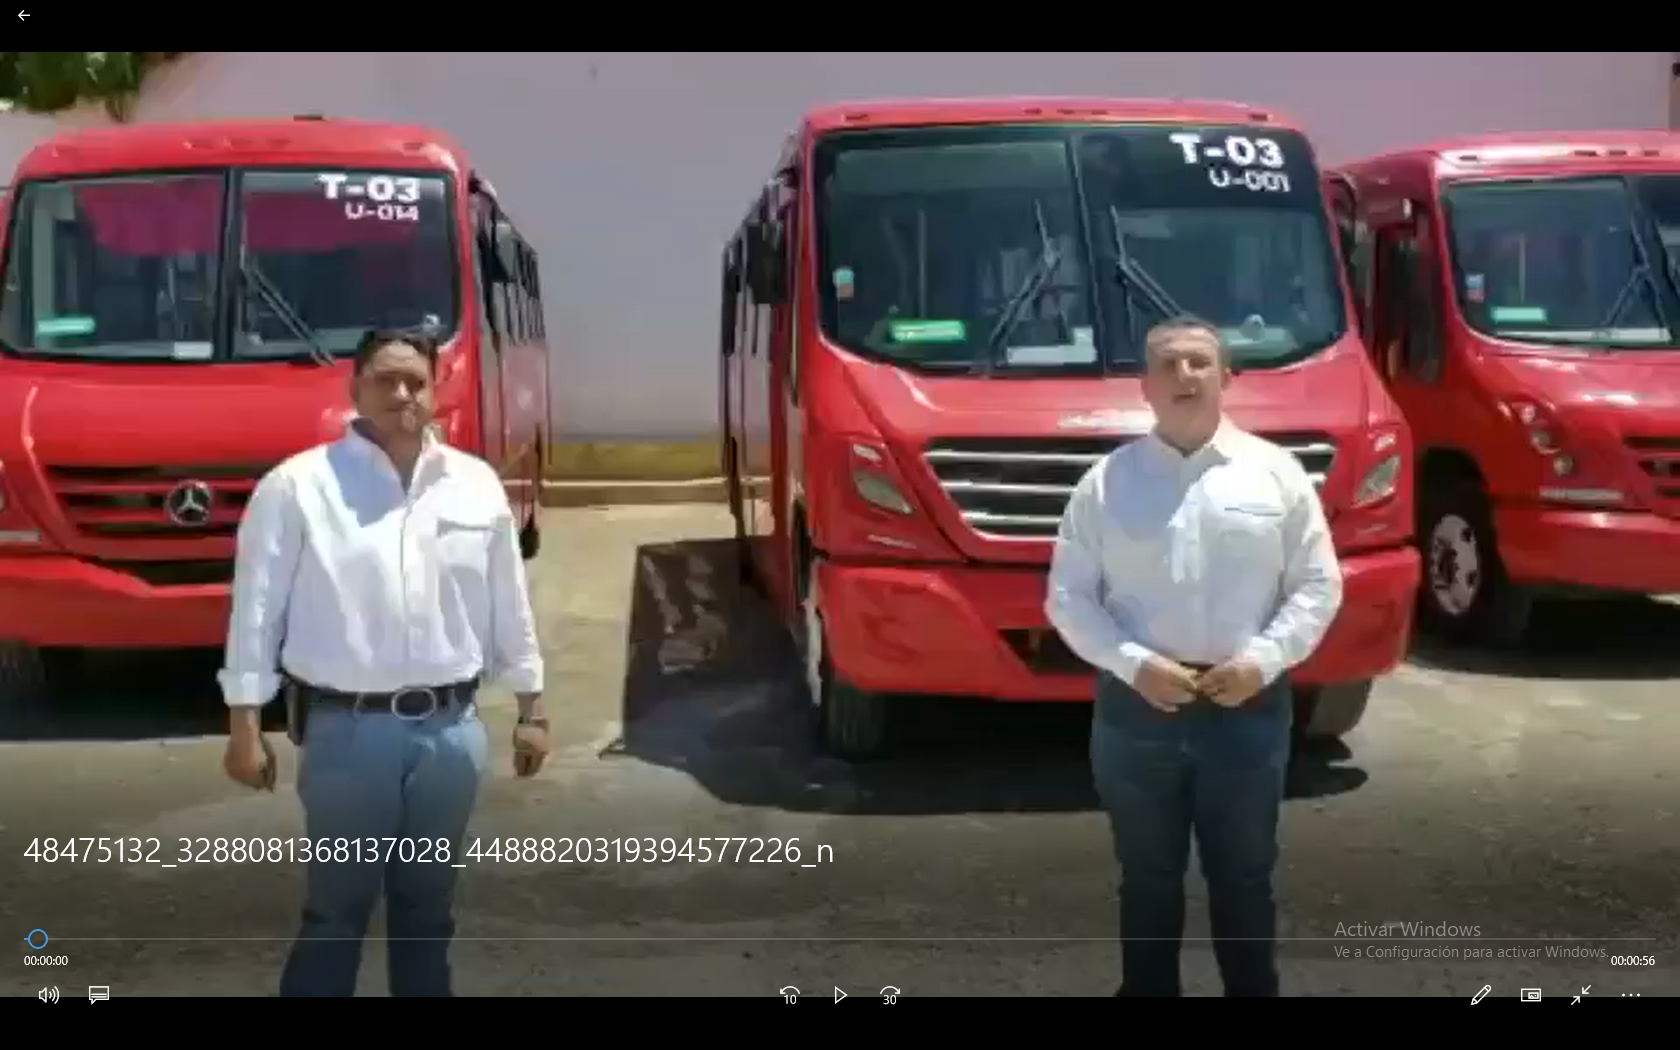 T-03
U-014
T-03
U-001
48475132_3288081368137028_4488820319394577226_n
Activar Windows
Ve a Configuración para activar Windows.
00:00:00
00:00:56
10
30